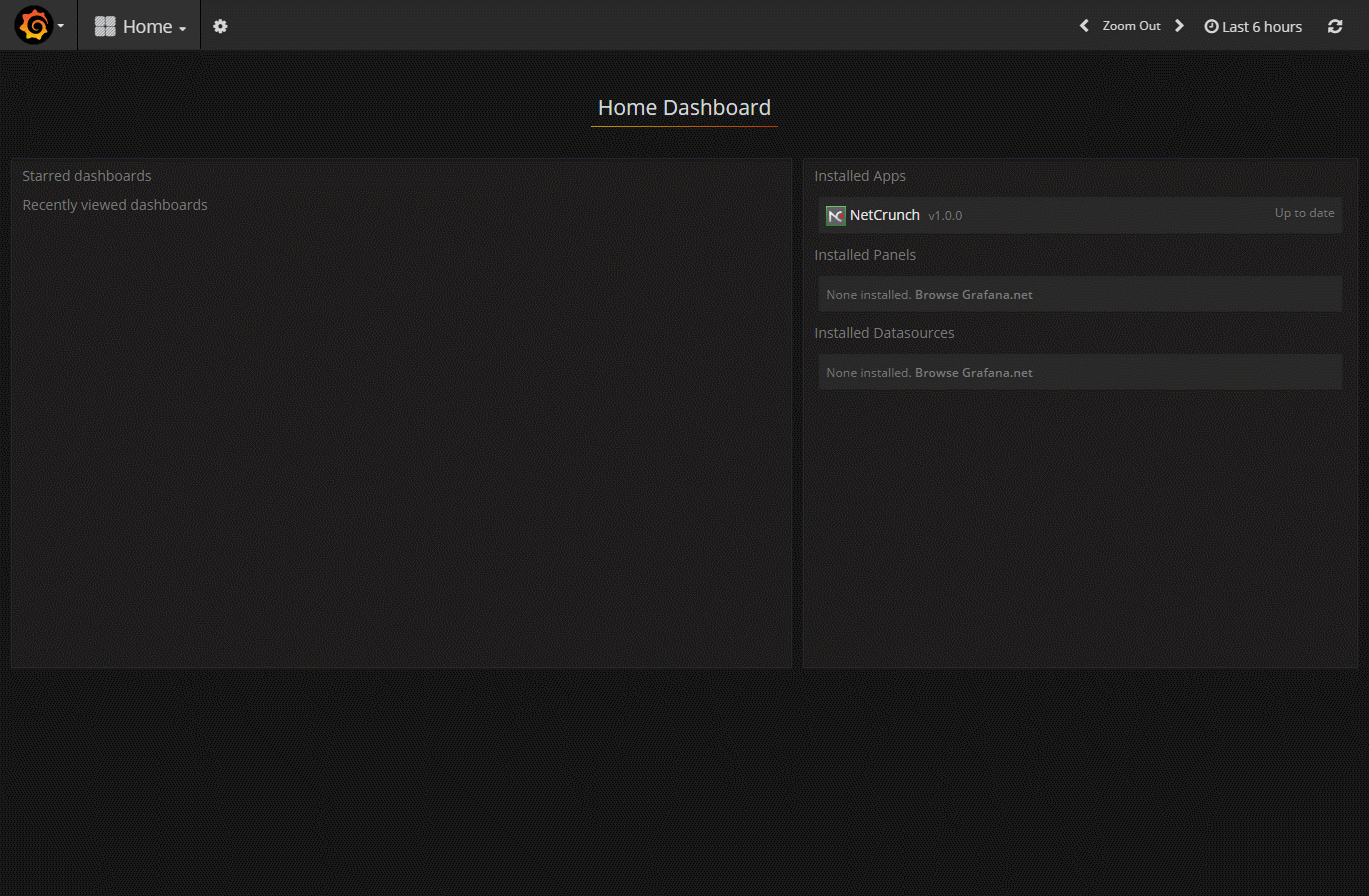 Home
Zoom Out
Last 6 hours
Home Dashboard
Starred dashboards
Recently viewed dashboards
Installed Apps
NetCrunch v1.0.0 Up to date
Installed Panels
None installed. Browse Grafana.net
Installed Datasources
None installed. Browse Grafana.net